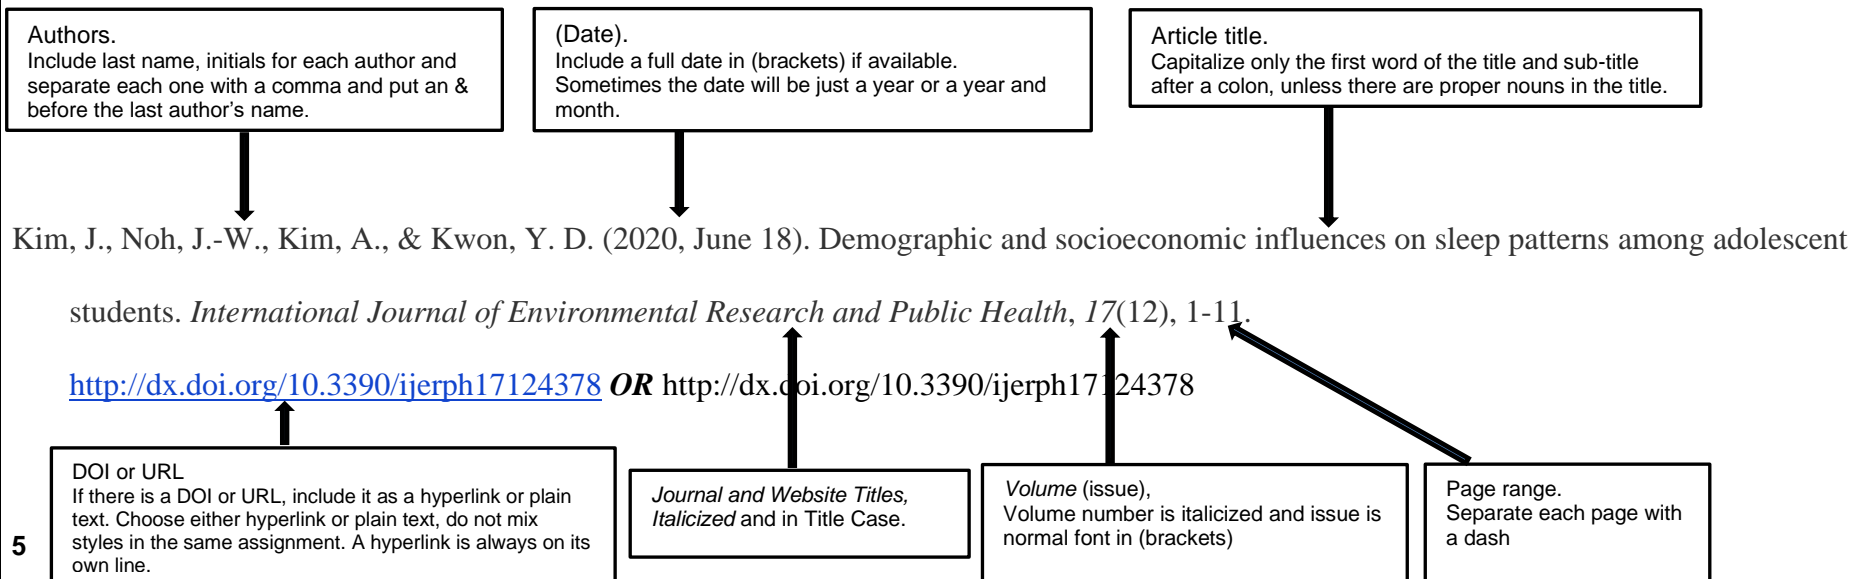 Authors.
Include last name, initials for each author and
separate each one with a comma and put an &
before the last author's name.
(Date).
Include a full date in (brackets) if available.
Sometimes the date will be just a year or a year and
month.
Article title.
Capitalize only the first word of the title and sub-title
after a colon, unless there are proper nouns in the title.
Kim, J., Noh, J.-W., Kim, A., & Kwon, Y. D. (2020, June 18). Demographic and socioeconomic influences on sleep patterns among adolescent
students. International Journal of Environmental Research and Public Health, 17(12), 1-11.
http://dx.doi.org/10.3390/ijerph17124378 OR http://dx.doi.org/10.3390/ijerph17124378
DOI or URL
If there is a DOI or URL, include it as a hyperlink or plain
text. Choose either hyperlink or plain text, do not mix
styles in the same assignment. A hyperlink is always on its
own line.
Journal and Website Titles,
Italicized and in Title Case.
Volume (issue),
Volume number is italicized and issue is
normal font in (brackets)
Page range.
Separate each page with
a dash
5